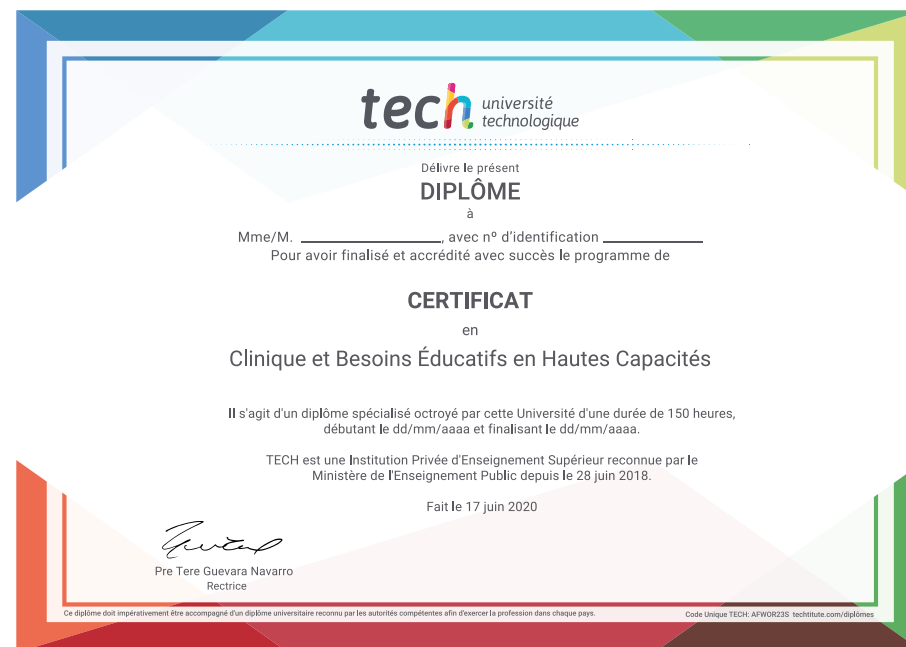 tech université
technologique
Délivre le présent
DIPLÔME
à
Mme/M. ____________________, avec nº d'identification ______________
Pour avoir finalisé et accrédité avec succès le programme de
CERTIFICAT
en
Clinique et Besoins Éducatifs en Hautes Capacités
Il s'agit d'un diplôme spécialisé octroyé par cette Université d'une durée de 150 heures,
débutant le dd/mm/aaaa et finalisant le dd/mm/aaaa.
TECH est une Institution Privée d'Enseignement Supérieur reconnue par le
Ministère de l'Enseignement Public depuis le 28 juin 2018.
Fait le 17 juin 2020
Pre Tere Guevara Navarro
Rectrice
Ce diplôme doit impérativement être accompagné d'un diplôme universitaire reconnu par les autorités compétentes afin d'exercer la profession dans chaque pays.
Code Unique TECH: AFWOR23S techtitute.com/diplômes